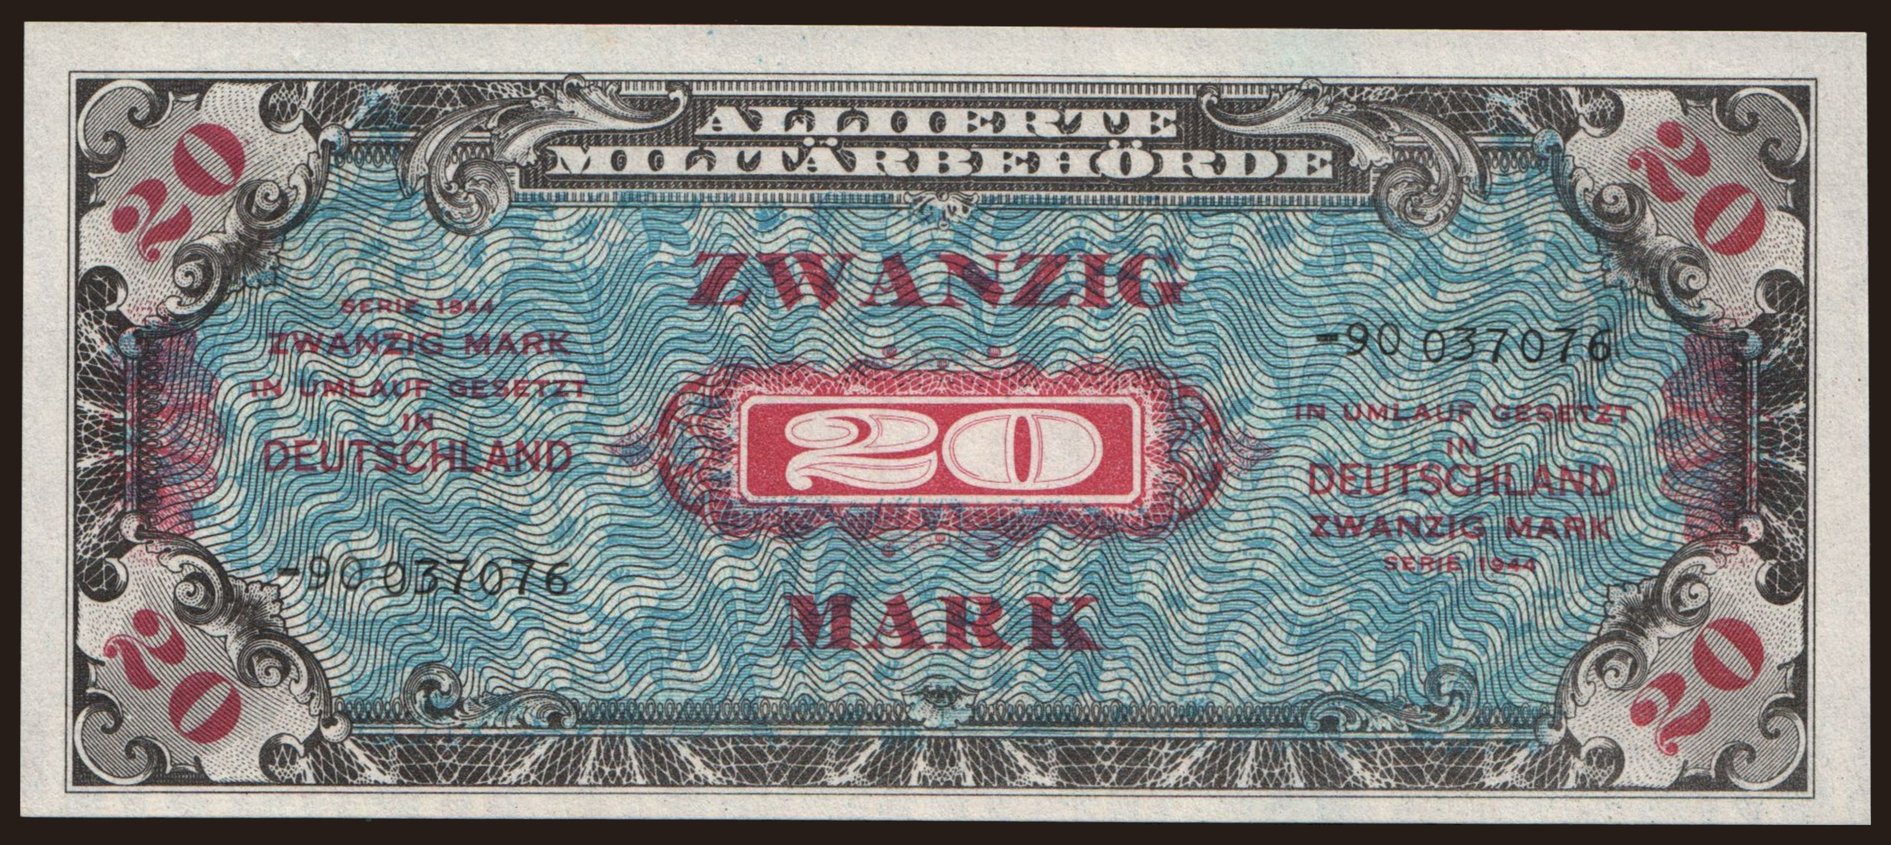 20
20
ALLIIERTE
MILITÄRBEHÖRDE
ZWANZIG
SERIE 1944
ZWANZIG MARK
IN UMLAUF GESETZT
IN
DEUTSCHLAND
-90 037076
20
-90 037076
IN UMLAUF GESETZT
IN
DEUTSCHLAND
ZWANZIG MARK
SERIE 1944
MARK
20
20